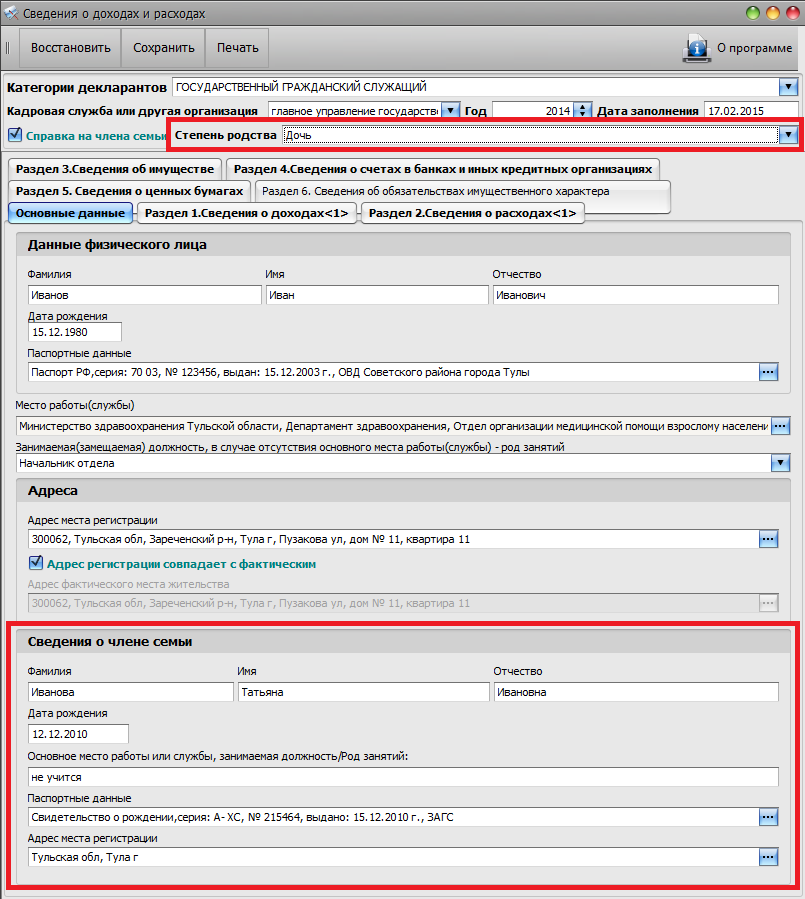 Сведения о доходах и расходах
Восстановить Сохранить Печать О программе
Категории декларантов ГОСУДАРСТВЕННЫЙ ГРАЖДАНСКИЙ СЛУЖАЩИЙ
Кадровая служба или другая организация главное управление государстве Год 2014 Дата заполнения 17.02.2015
Справка на члена семьи Степень родства Дочь
Раздел 3.Сведения об имуществе Раздел 4.Сведения о счетах в банках и иных кредитных организациях
Раздел 5. Сведения о ценных бумагах Раздел 6. Сведения об обязательствах имущественного характера
Основные данные Раздел 1.Сведения о доходах<1> Раздел 2.Сведения о расходах<1>
Данные физического лица
Фамилия Имя Отчество
Иванов Иван Иванович
Дата рождения
15.12.1980
Паспортные данные
Паспорт РФ,серия: 70 03, № 123456, выдан: 15.12.2003 г., ОВД Советского района города Тулы ...
Место работы(службы)
Министерство здравоохранения Тульской области, Департамент здравоохранения, Отдел организации медицинской помощи взрослому населени ...
Занимаемая(замещаемая) должность, в случае отсутствия основного места работы(службы) - род занятий
Начальник отдела
Адреса
Адрес места регистрации
300062, Тульская обл, Зареченский р-н, Тула г, Пузакова ул, дом № 11, квартира 11 ...
Адрес регистрации совпадает с фактическим
Адрес фактического места жительства
300062, Тульская обл, Зареченский р-н, Тула г, Пузакова ул, дом № 11, квартира 11 ...
Сведения о члене семьи
Фамилия Имя Отчество
Иванова Татьяна Ивановна
Дата рождения
12.12.2010
Основное место работы или службы, занимаемая должность/Род занятий:
не учится
Паспортные данные
Свидетельство о рождении,серия: А- ХС, № 215464, выдано: 15.12.2010 г., ЗАГС ...
Адрес места регистрации
Тульская обл, Тула г ...